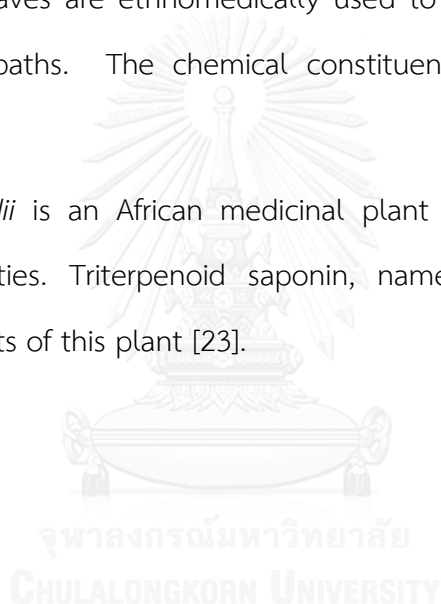 aves are ethnomedically used to
paths. The chemical constituen
dii is an African medicinal plant
ties. Triterpenoid saponin, name
ts of this plant [23].
จุฬาลงกรณ์มหาวิทยาลัย
CHULALONGKORN UNIVERSITY